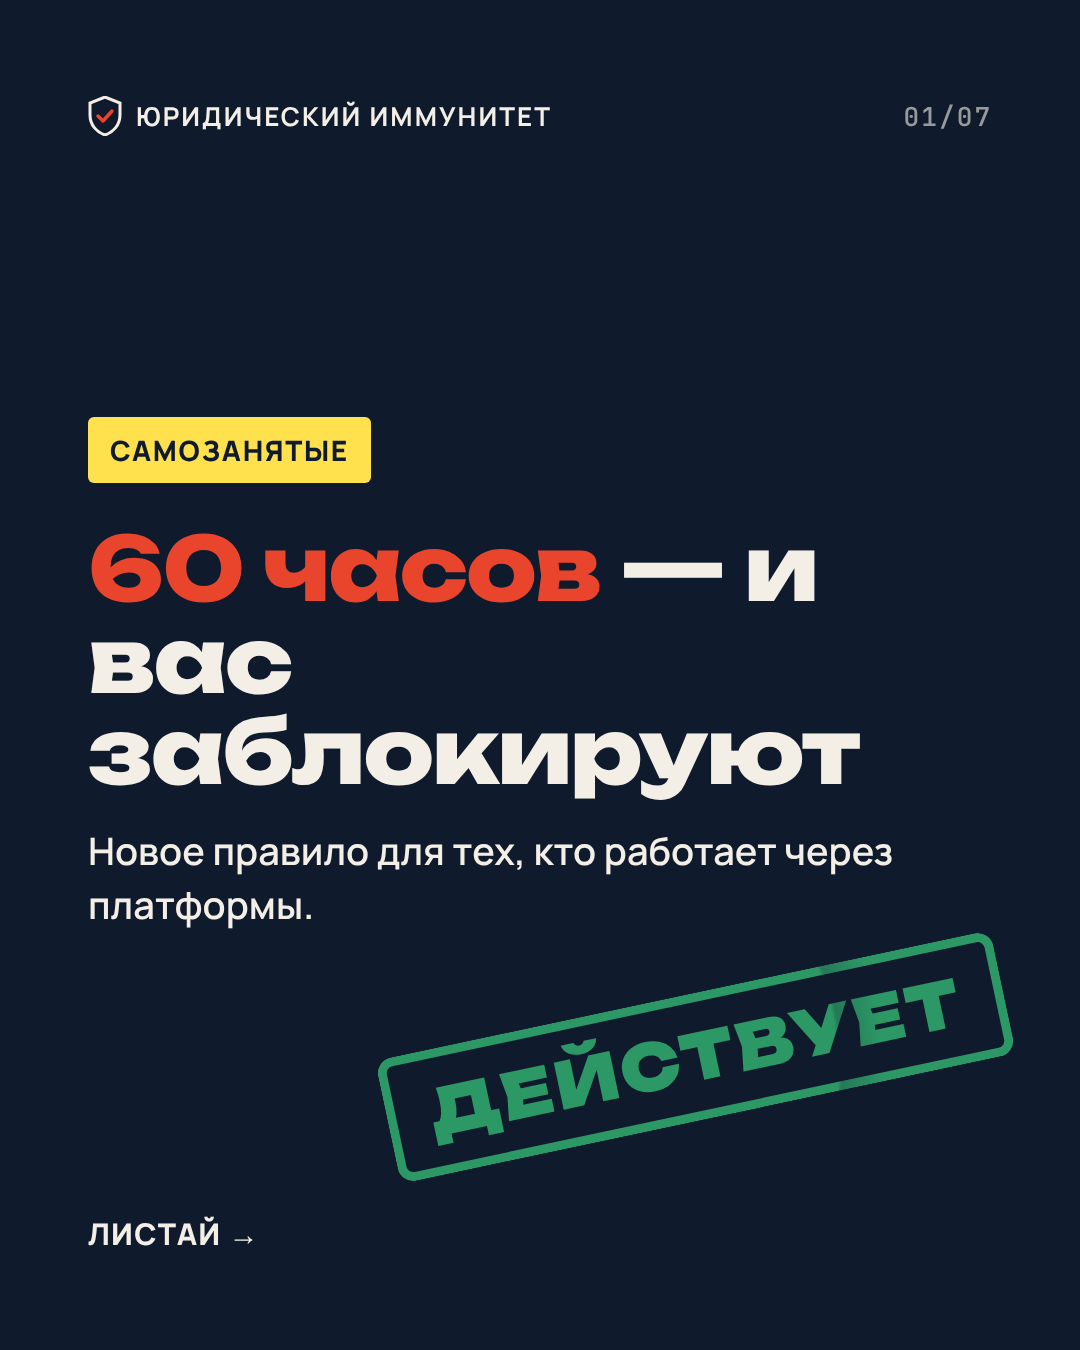 ЮРИДИЧЕСКИЙ ИММУНИТЕТ
01/07
САМОЗАНЯТЫЕ
60 часов — и
вас
заблокируют
Новое правило для тех, кто работает через
платформы.
ДЕЙСТВУЕТ
ЛИСТАЙ →